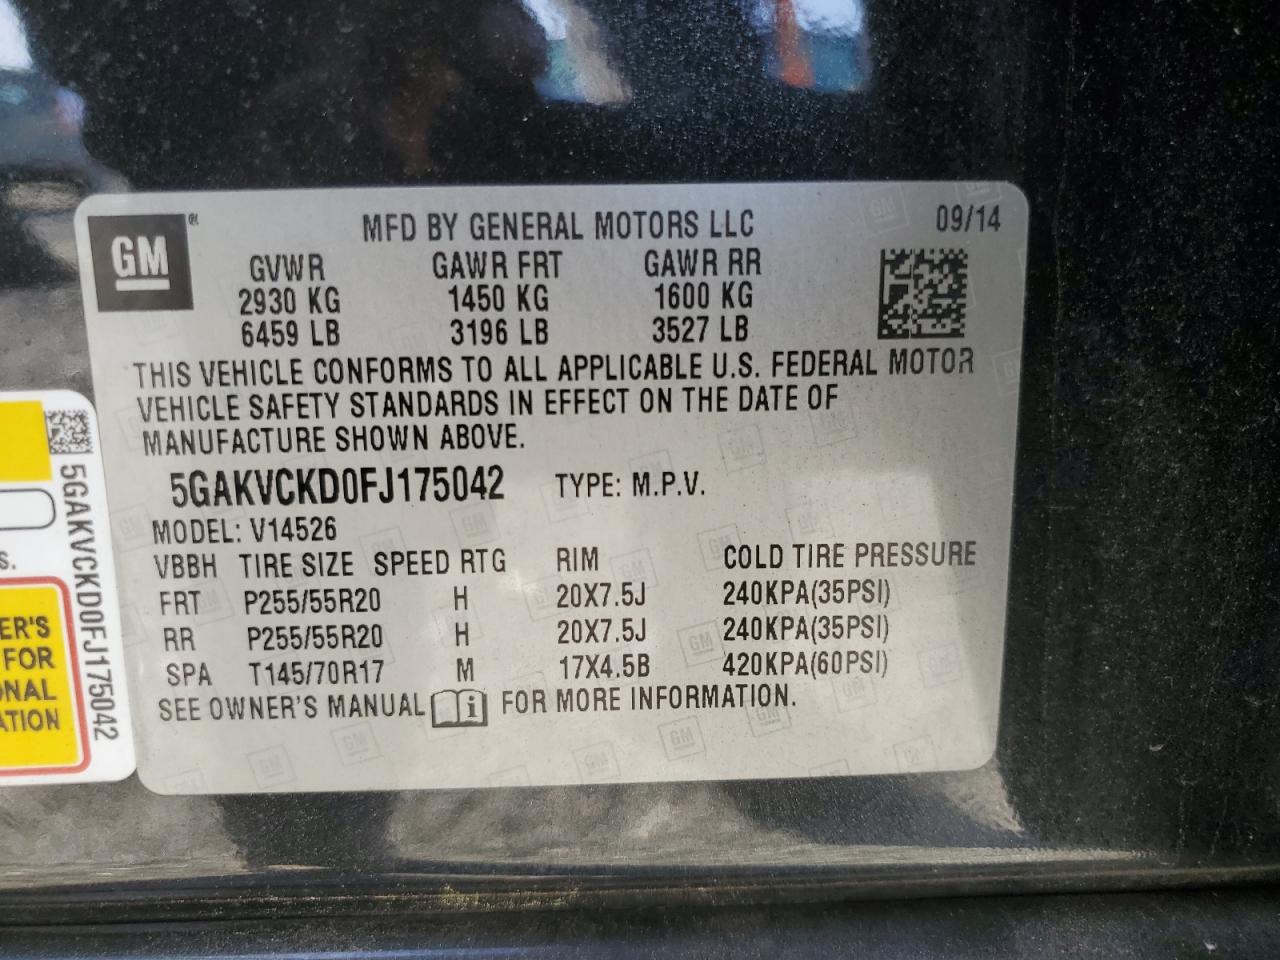 GM ®
MFD BY GENERAL MOTORS LLC 09/14
GVWR GAWR FRT GAWR RR
2930 KG 1450 KG 1600 KG
6459 LB 3196 LB 3527 LB
THIS VEHICLE CONFORMS TO ALL APPLICABLE U.S. FEDERAL MOTOR
VEHICLE SAFETY STANDARDS IN EFFECT ON THE DATE OF
MANUFACTURE SHOWN ABOVE.
5GAKVCKD0FJ175042 TYPE: M.P.V.
MODEL: V14526
VBBH TIRE SIZE SPEED RTG RIM COLD TIRE PRESSURE
FRT P255/55R20 H 20X7.5J 240KPA(35PSI)
RR P255/55R20 H 20X7.5J 240KPA(35PSI)
SPA T145/70R17 M 17X4.5B 420KPA(60PSI)
SEE OWNER'S MANUAL i FOR MORE INFORMATION.
5GAKVCKD0FJ175042
S.
ER'S
FOR
ONAL
ATION